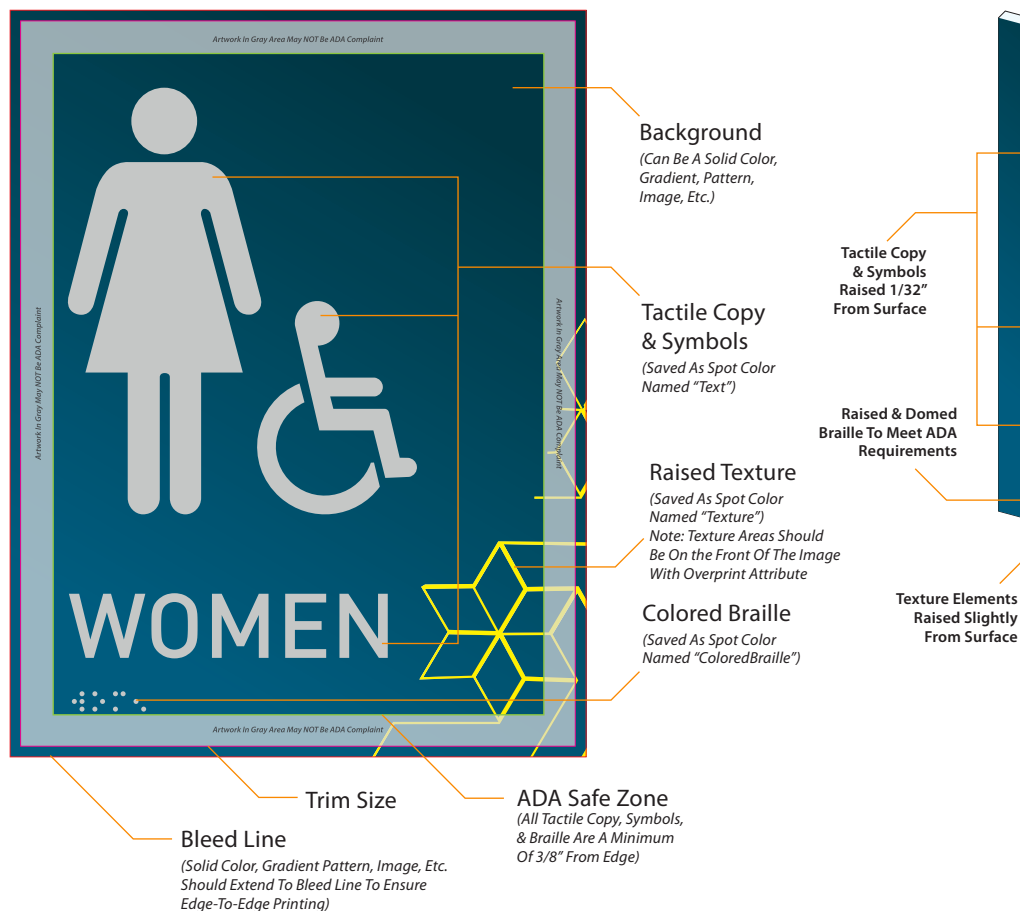 Artwork In Gray Area May NOT Be ADA Complaint
Artwork In Gray Area May NOT Be ADA Complaint
Artwork In Gray Area May NOT Be ADA Complaint
WOMEN
Artwork In Gray Area May NOT Be ADA Complaint
Background
(Can Be A Solid Color,
Gradient, Pattern,
Image, Etc.)
Tactile Copy
& Symbols
(Saved As Spot Color
Named “Text”)
Raised Texture
(Saved As Spot Color
Named “Texture”)
Note: Texture Areas Should
Be On the Front Of The Image
With Overprint Attribute
Colored Braille
(Saved As Spot Color
Named “ColoredBraille”)
Trim Size
ADA Safe Zone
(All Tactile Copy, Symbols,
& Braille Are A Minimum
Of 3/8” From Edge)
Bleed Line
(Solid Color, Gradient Pattern, Image, Etc.
Should Extend To Bleed Line To Ensure
Edge-To-Edge Printing)
Tactile Copy
& Symbols
Raised 1/32”
From Surface
Raised & Domed
Braille To Meet ADA
Requirements
Texture Elements
Raised Slightly
From Surface